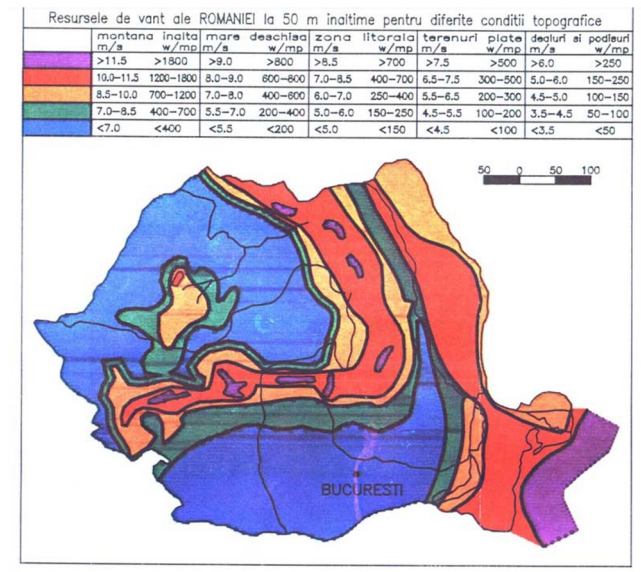 Resursele de vant ale ROMANIEI la 50 m inaltime pentru diferite conditii topografice
montana inalta mare deschisa zona litorala terenuri plate dealuri si podisuri
m/s w/mp m/s w/mp m/s w/mp m/s w/mp m/s w/mp
>11.5 >1800 >9.0 >800 >8.5 >700 >7.5 >500 >6.0 >250
10.0-11.5 1200-1800 8.0-9.0 600-800 7.0-8.5 400-700 6.5-7.5 300-500 5.0-6.0 150-250
8.5-10.0 700-1200 7.0-8.0 400-600 6.0-7.0 250-400 5.5-6.5 200-300 4.5-5.0 100-150
7.0-8.5 400-700 5.5-7.0 200-400 5.0-6.0 150-250 4.5-5.5 100-200 3.5-4.5 50-100
<7.0 <400 <5.5 <200 <5.0 <150 <4.5 <100 <3.5 <50
50 0 50 100
BUCURESTI